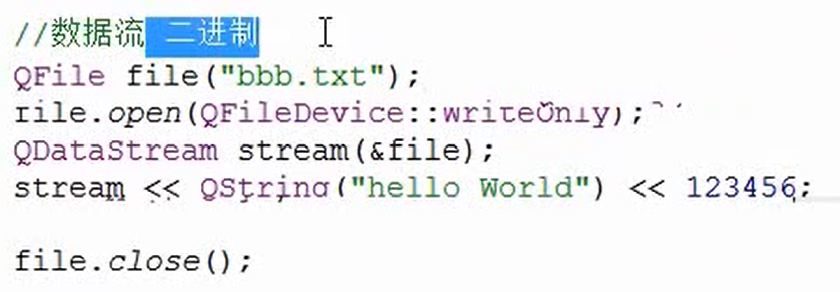 //数据流 二进制
QFile file("bbb.txt");
file.open(QFileDevice::writeOnly);
QDataStream stream(&file);
stream << QString("hello World") << 123456;
file.close();